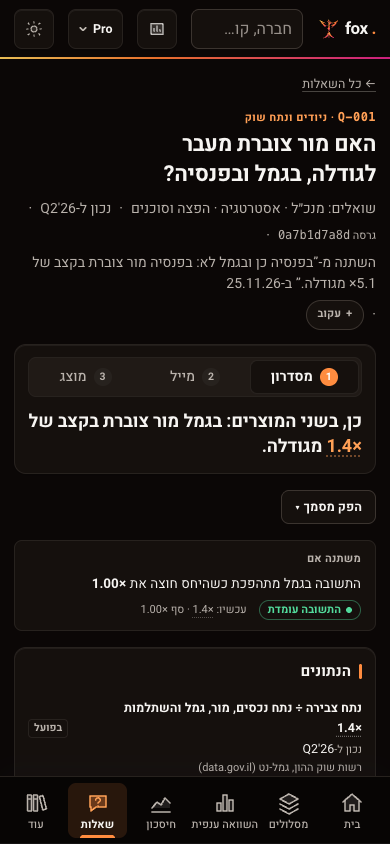 fox .
חברה, קו...
Pro
← כל השאלות
Q-001 · ניודים ונתח שוק
האם מור צוברת מעבר
לגודלה, בגמל ובפנסיה?
שואלים: מנכ״ל · אסטרטגיה · הפצה וסוכנים · נכון ל-Q2'26 ·
גרסה 0a7b1d7a8d ·
השתנה מ-״בפנסיה כן ובגמל לא: בפנסיה מור צוברת בקצב של
5.1× מגודלה.״ ב-25.11.26
· + עקוב
1 מסדרון
2 מייל
3 מוצג
כן, בשני המוצרים: בגמל מור צוברת בקצב של
1.4× מגודלה.
הפק מסמך ▾
משתנה אם
התשובה בגמל מתהפכת כשהיחס חוצה את 1.00×
התשובה עומדת עכשיו: 1.4× · סף 1.00×
הנתונים
נתח צבירה ÷ נתח נכסים, מור, גמל והשתלמות
1.4×
בפועל
נכון ל-Q2'26
רשות שוק ההון, גמל-נט (data.gov.il)
בית
מסלולים
השוואה ענפית
חיסכון
שאלות
עוד